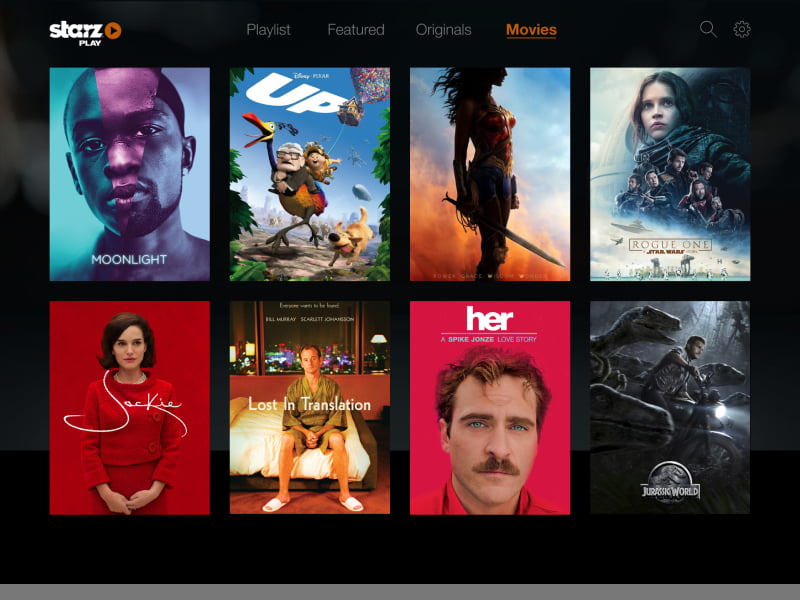 starz
PLAY
Playlist
Featured
Originals
Movies
MOONLIGHT
Disney · PIXAR
UP
POWER GRACE WISDOM WONDER
ROGUE ONE
STAR WARS
Jackie
Everyone wants to be found.
BILL MURRAY SCARLETT JOHANSSON
Lost In Translation
her
A SPIKE JONZE LOVE STORY
JURASSIC WORLD